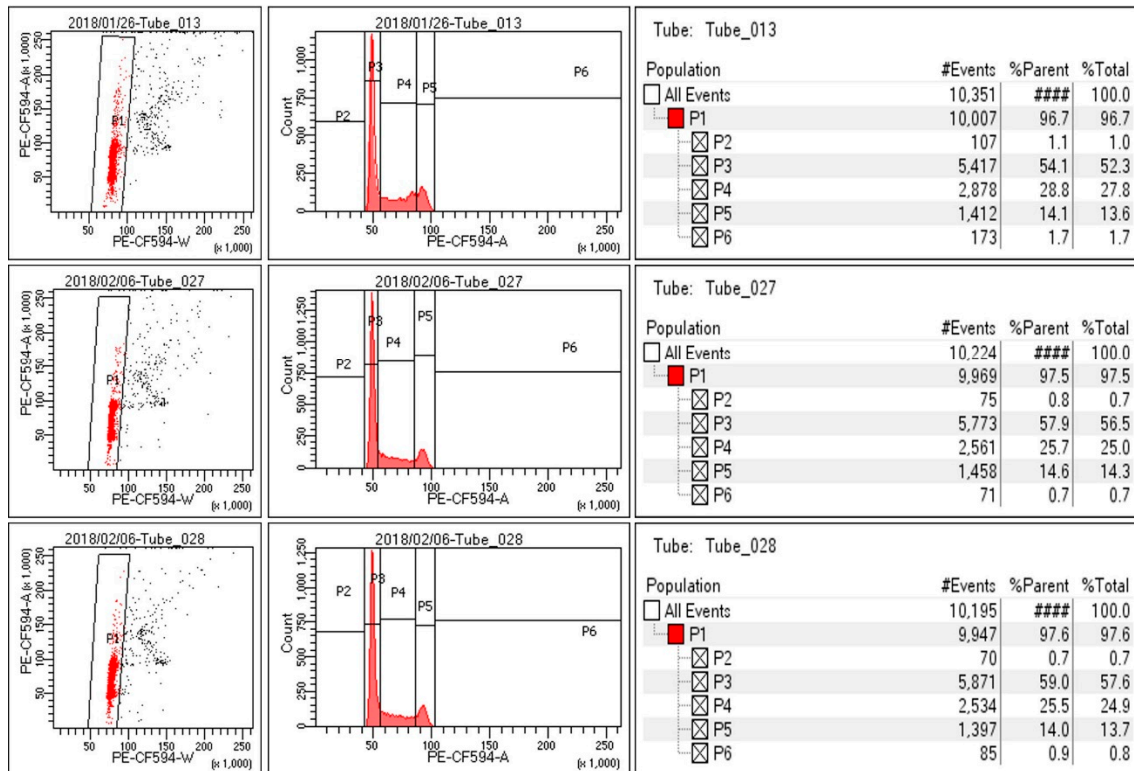 2018/01/26-Tube_013
PE-CF594-A (x 1,000)
250
200
150
100
50
P1
50 100 150 200 250
PE-CF594-W
(x 1,000)
2018/01/26-Tube_013
Count
1,000
750
500
250
0
P2
P3
P4
P5
P6
50 100 150 200 250
PE-CF594-A
(x 1,000)
Tube: Tube_013
Population #Events %Parent %Total
All Events 10,351 #### 100.0
P1 10,007 96.7 96.7
P2 107 1.1 1.0
P3 5,417 54.1 52.3
P4 2,878 28.8 27.8
P5 1,412 14.1 13.6
P6 173 1.7 1.7
2018/02/06-Tube_027
PE-CF594-A (x 1,000)
250
200
150
100
50
P1
50 100 150 200 250
PE-CF594-W
(x 1,000)
2018/02/06-Tube_027
Count
1,250
1,000
750
500
250
0
P2
P3
P4
P5
P6
50 100 150 200 250
PE-CF594-A
(x 1,000)
Tube: Tube_027
Population #Events %Parent %Total
All Events 10,224 #### 100.0
P1 9,969 97.5 97.5
P2 75 0.8 0.7
P3 5,773 57.9 56.5
P4 2,561 25.7 25.0
P5 1,458 14.6 14.3
P6 71 0.7 0.7
2018/02/06-Tube_028
PE-CF594-A (x 1,000)
250
200
150
100
50
P1
50 100 150 200 250
PE-CF594-W
(x 1,000)
2018/02/06-Tube_028
Count
1,250
1,000
750
500
250
0
P2
P3
P4
P5
P6
50 100 150 200 250
PE-CF594-A
(x 1,000)
Tube: Tube_028
Population #Events %Parent %Total
All Events 10,195 #### 100.0
P1 9,947 97.6 97.6
P2 70 0.7 0.7
P3 5,871 59.0 57.6
P4 2,534 25.5 24.9
P5 1,397 14.0 13.7
P6 85 0.9 0.8